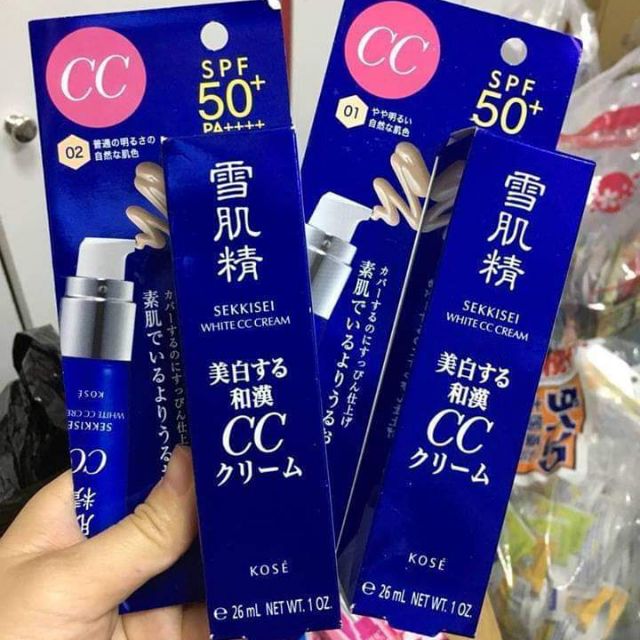 CC
SPF
50+
PA++++
02
普通の明るさの
自然な肌色
雪肌精
SEKKISEI
WHITE CC CREAM
美白する
和漢
CC
クリーム
KOSÉ
e 26 mL NET WT. 1 OZ.
カバーするのにすっぴん仕上げ
素肌でいるよりうるお
KOSÉ
SEKKISEI
WHITE CC CRE
CC
CC
SPF
50+
01
やや明るい
自然な肌色
雪肌精
SEKKISEI
WHITE CC CREAM
美白する
和漢
CC
クリーム
KOSÉ
e 26 mL NET WT. 1 OZ.
カバーするのにすっぴん仕上げ
素肌でいるよりうるお